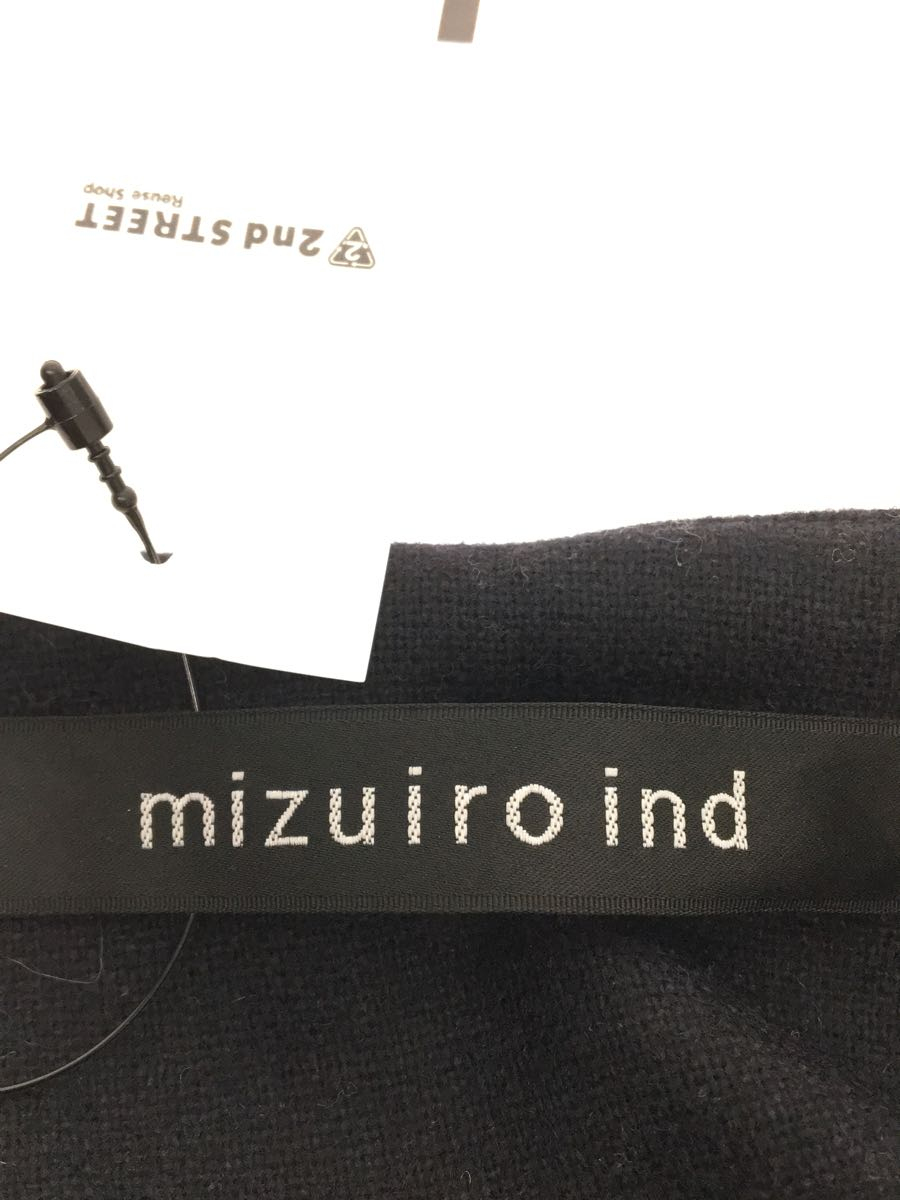 2nd STREET
Reuse Shop
mizuiro ind